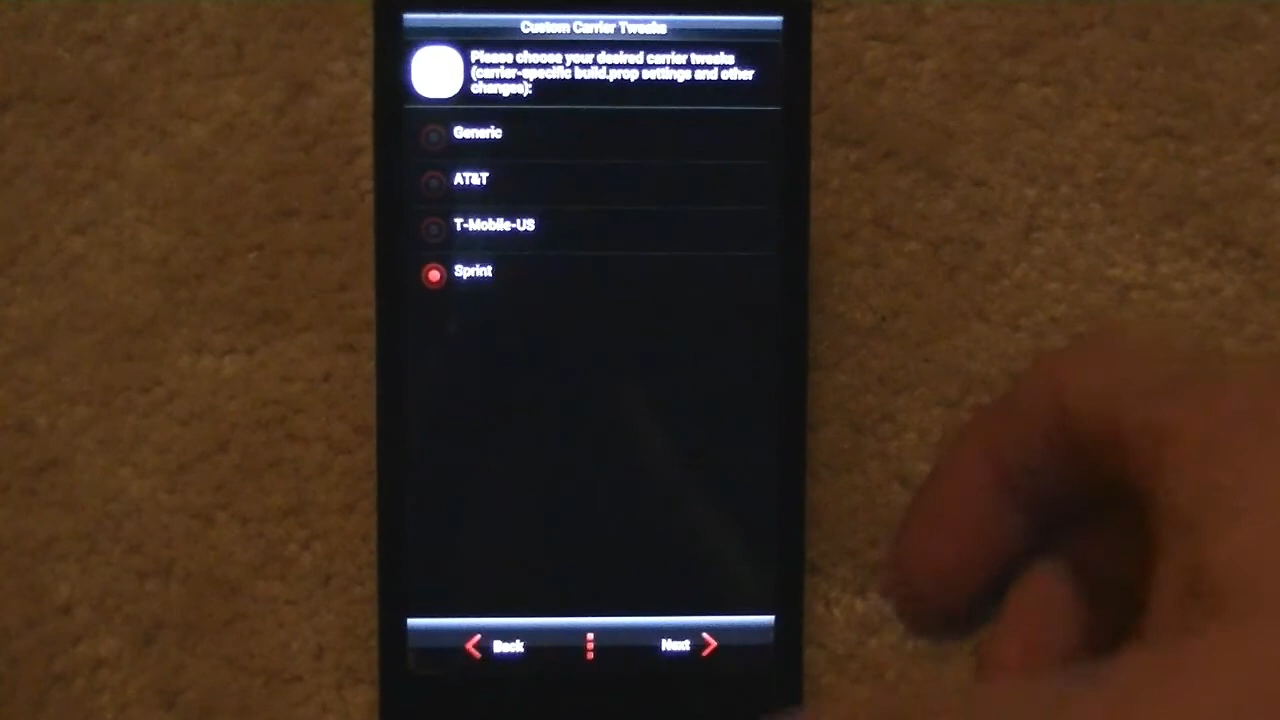 Custom Carrier Tweaks
Please choose your desired carrier tweaks
(carrier-specific build.prop settings and other
changes):
Generic
AT&T
T-Mobile-US
Sprint
Back
Next